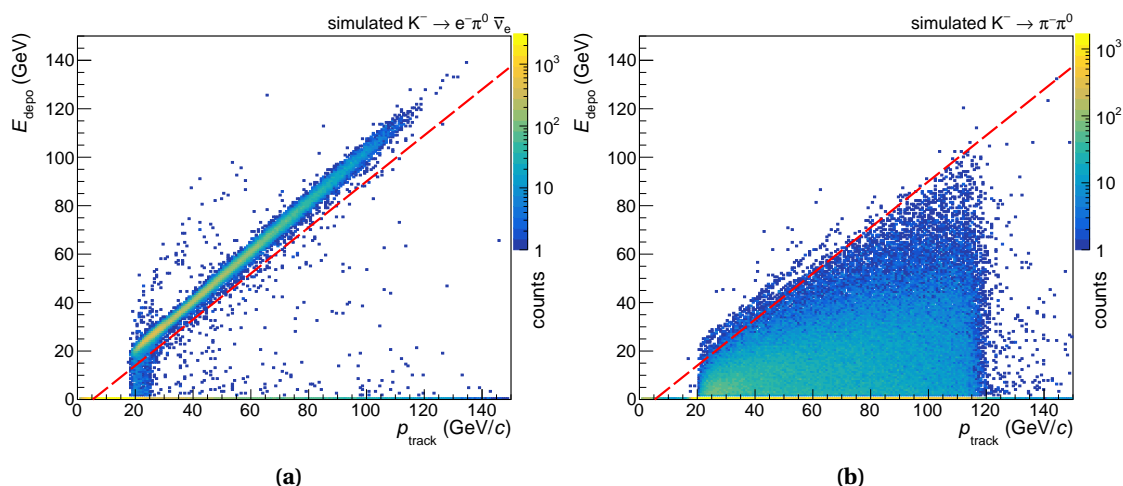 simulated K⁻ → e⁻π⁰ ν̄ₑ
E_depo (GeV)
140
120
100
80
60
40
20
0
0 20 40 60 80 100 120 140
p_track (GeV/c)
10³
10²
10
1
counts
(a)
simulated K⁻ → π⁻π⁰
E_depo (GeV)
140
120
100
80
60
40
20
0
0 20 40 60 80 100 120 140
p_track (GeV/c)
10³
10²
10
1
counts
(b)